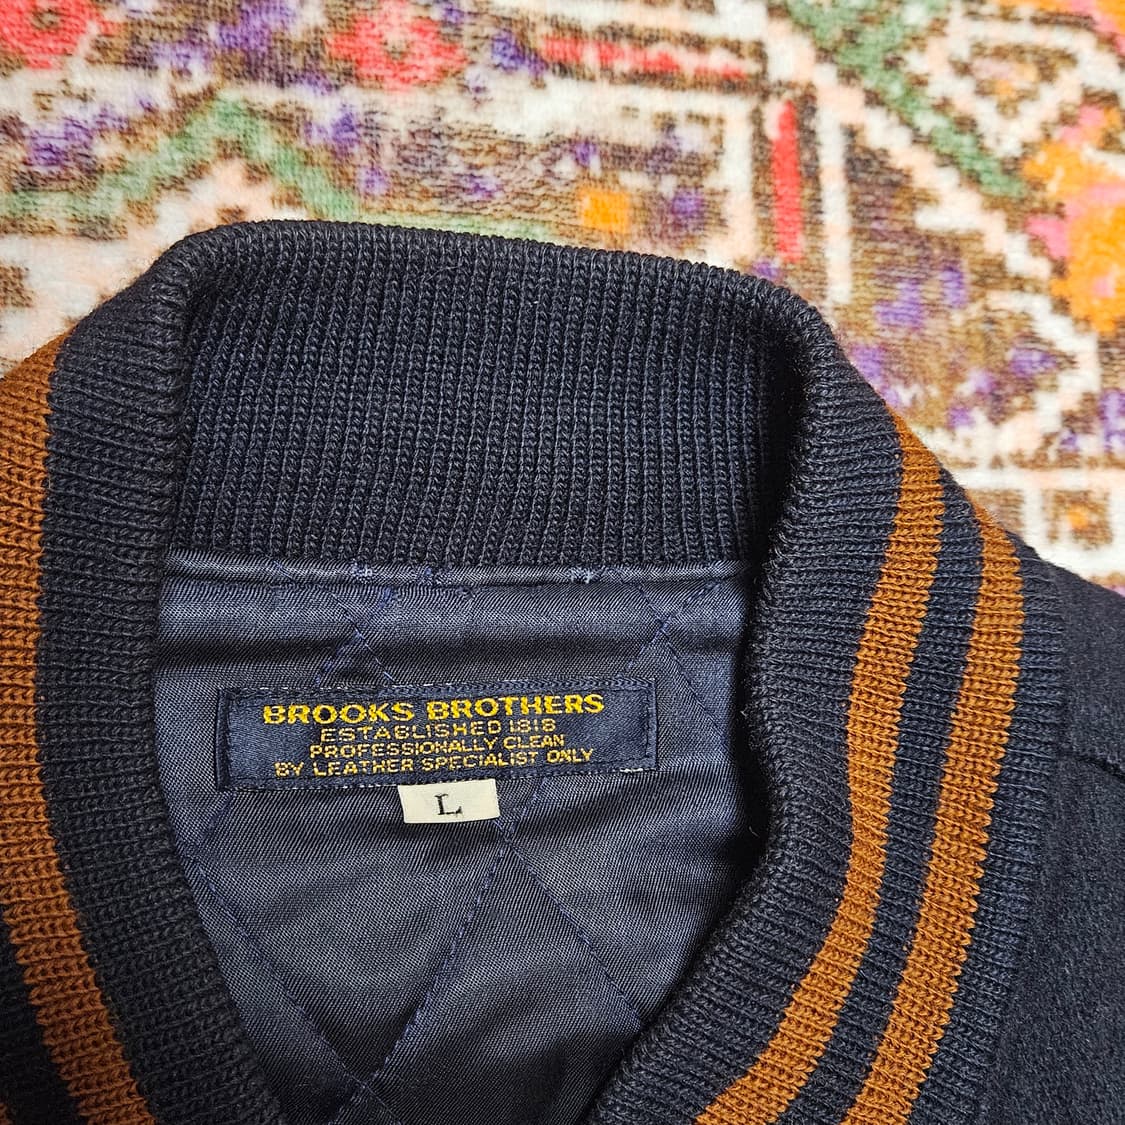 BROOKS BROTHERS
ESTABLISHED 1818
PROFESSIONALLY CLEAN
BY LEATHER SPECIALIST ONLY
L